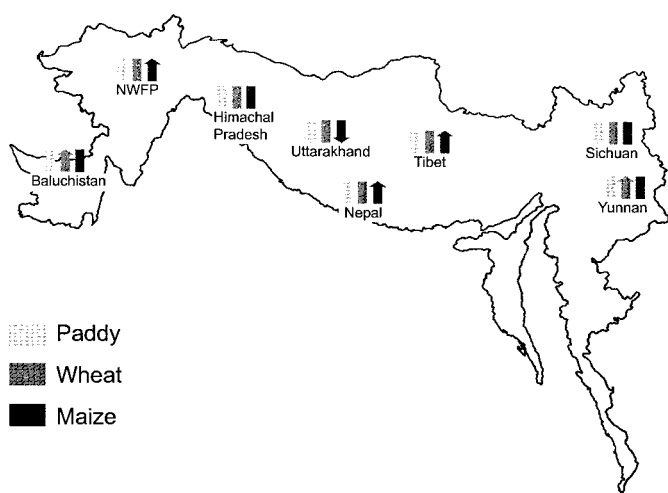 NWFP
Himachal
Pradesh
Uttarakhand
Tibet
Sichuan
Baluchistan
Nepal
Yunnan
Paddy
Wheat
Maize